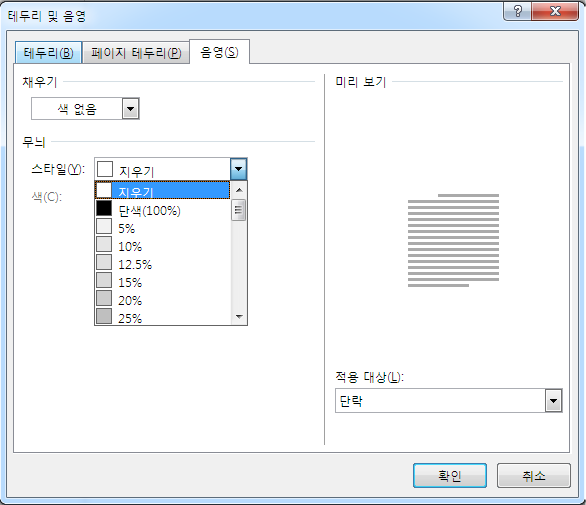 테두리 및 음영
?
테두리(B) 페이지 테두리(P) 음영(S)
채우기
색 없음
무늬
스타일(Y): 지우기
색(C):
지우기
단색(100%)
5%
10%
12.5%
15%
20%
25%
미리 보기
적용 대상(L):
단락
확인 취소